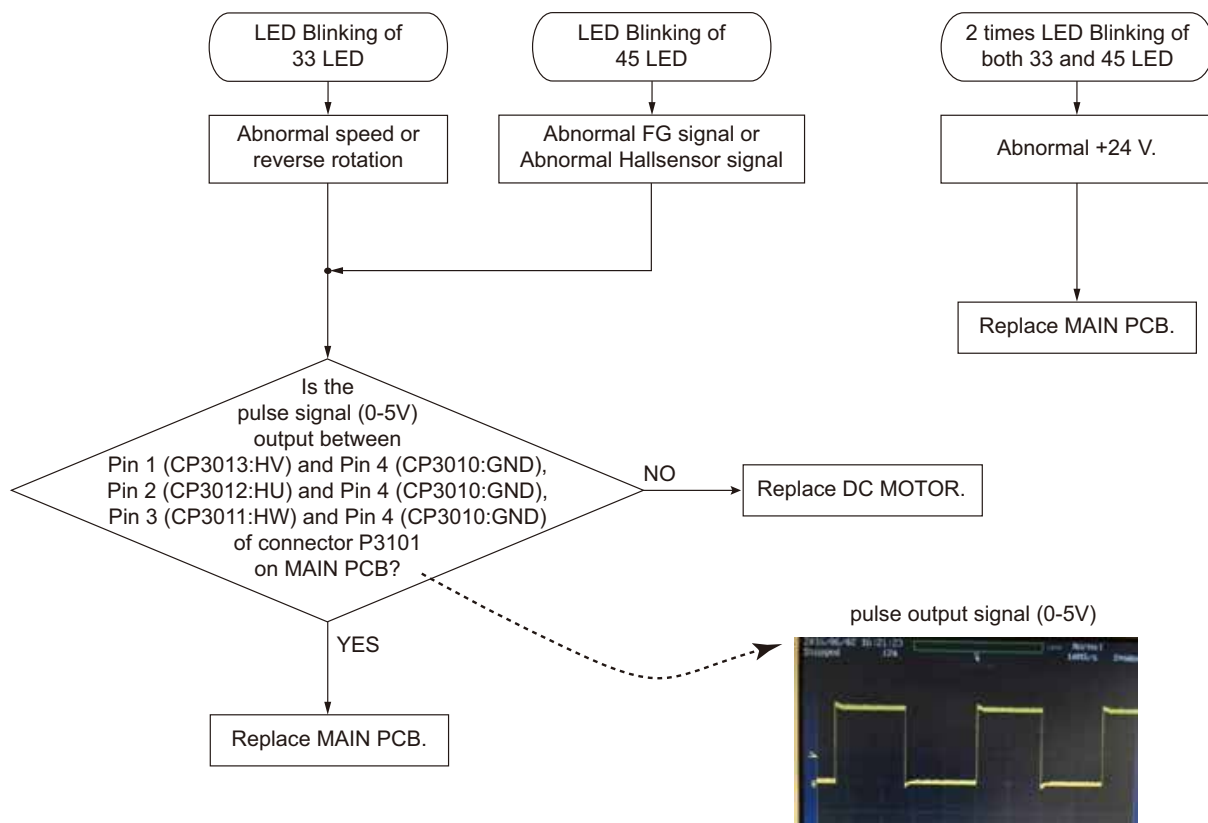 LED Blinking of
33 LED
LED Blinking of
45 LED
2 times LED Blinking of
both 33 and 45 LED
Abnormal speed or
reverse rotation
Abnormal FG signal or
Abnormal Hallsensor signal
Abnormal +24 V.
Replace MAIN PCB.
Is the
pulse signal (0-5V)
output between
Pin 1 (CP3013:HV) and Pin 4 (CP3010:GND),
Pin 2 (CP3012:HU) and Pin 4 (CP3010:GND),
Pin 3 (CP3011:HW) and Pin 4 (CP3010:GND)
of connector P3101
on MAIN PCB?
NO
Replace DC MOTOR.
YES
Replace MAIN PCB.
pulse output signal (0-5V)
Normal
Stopped